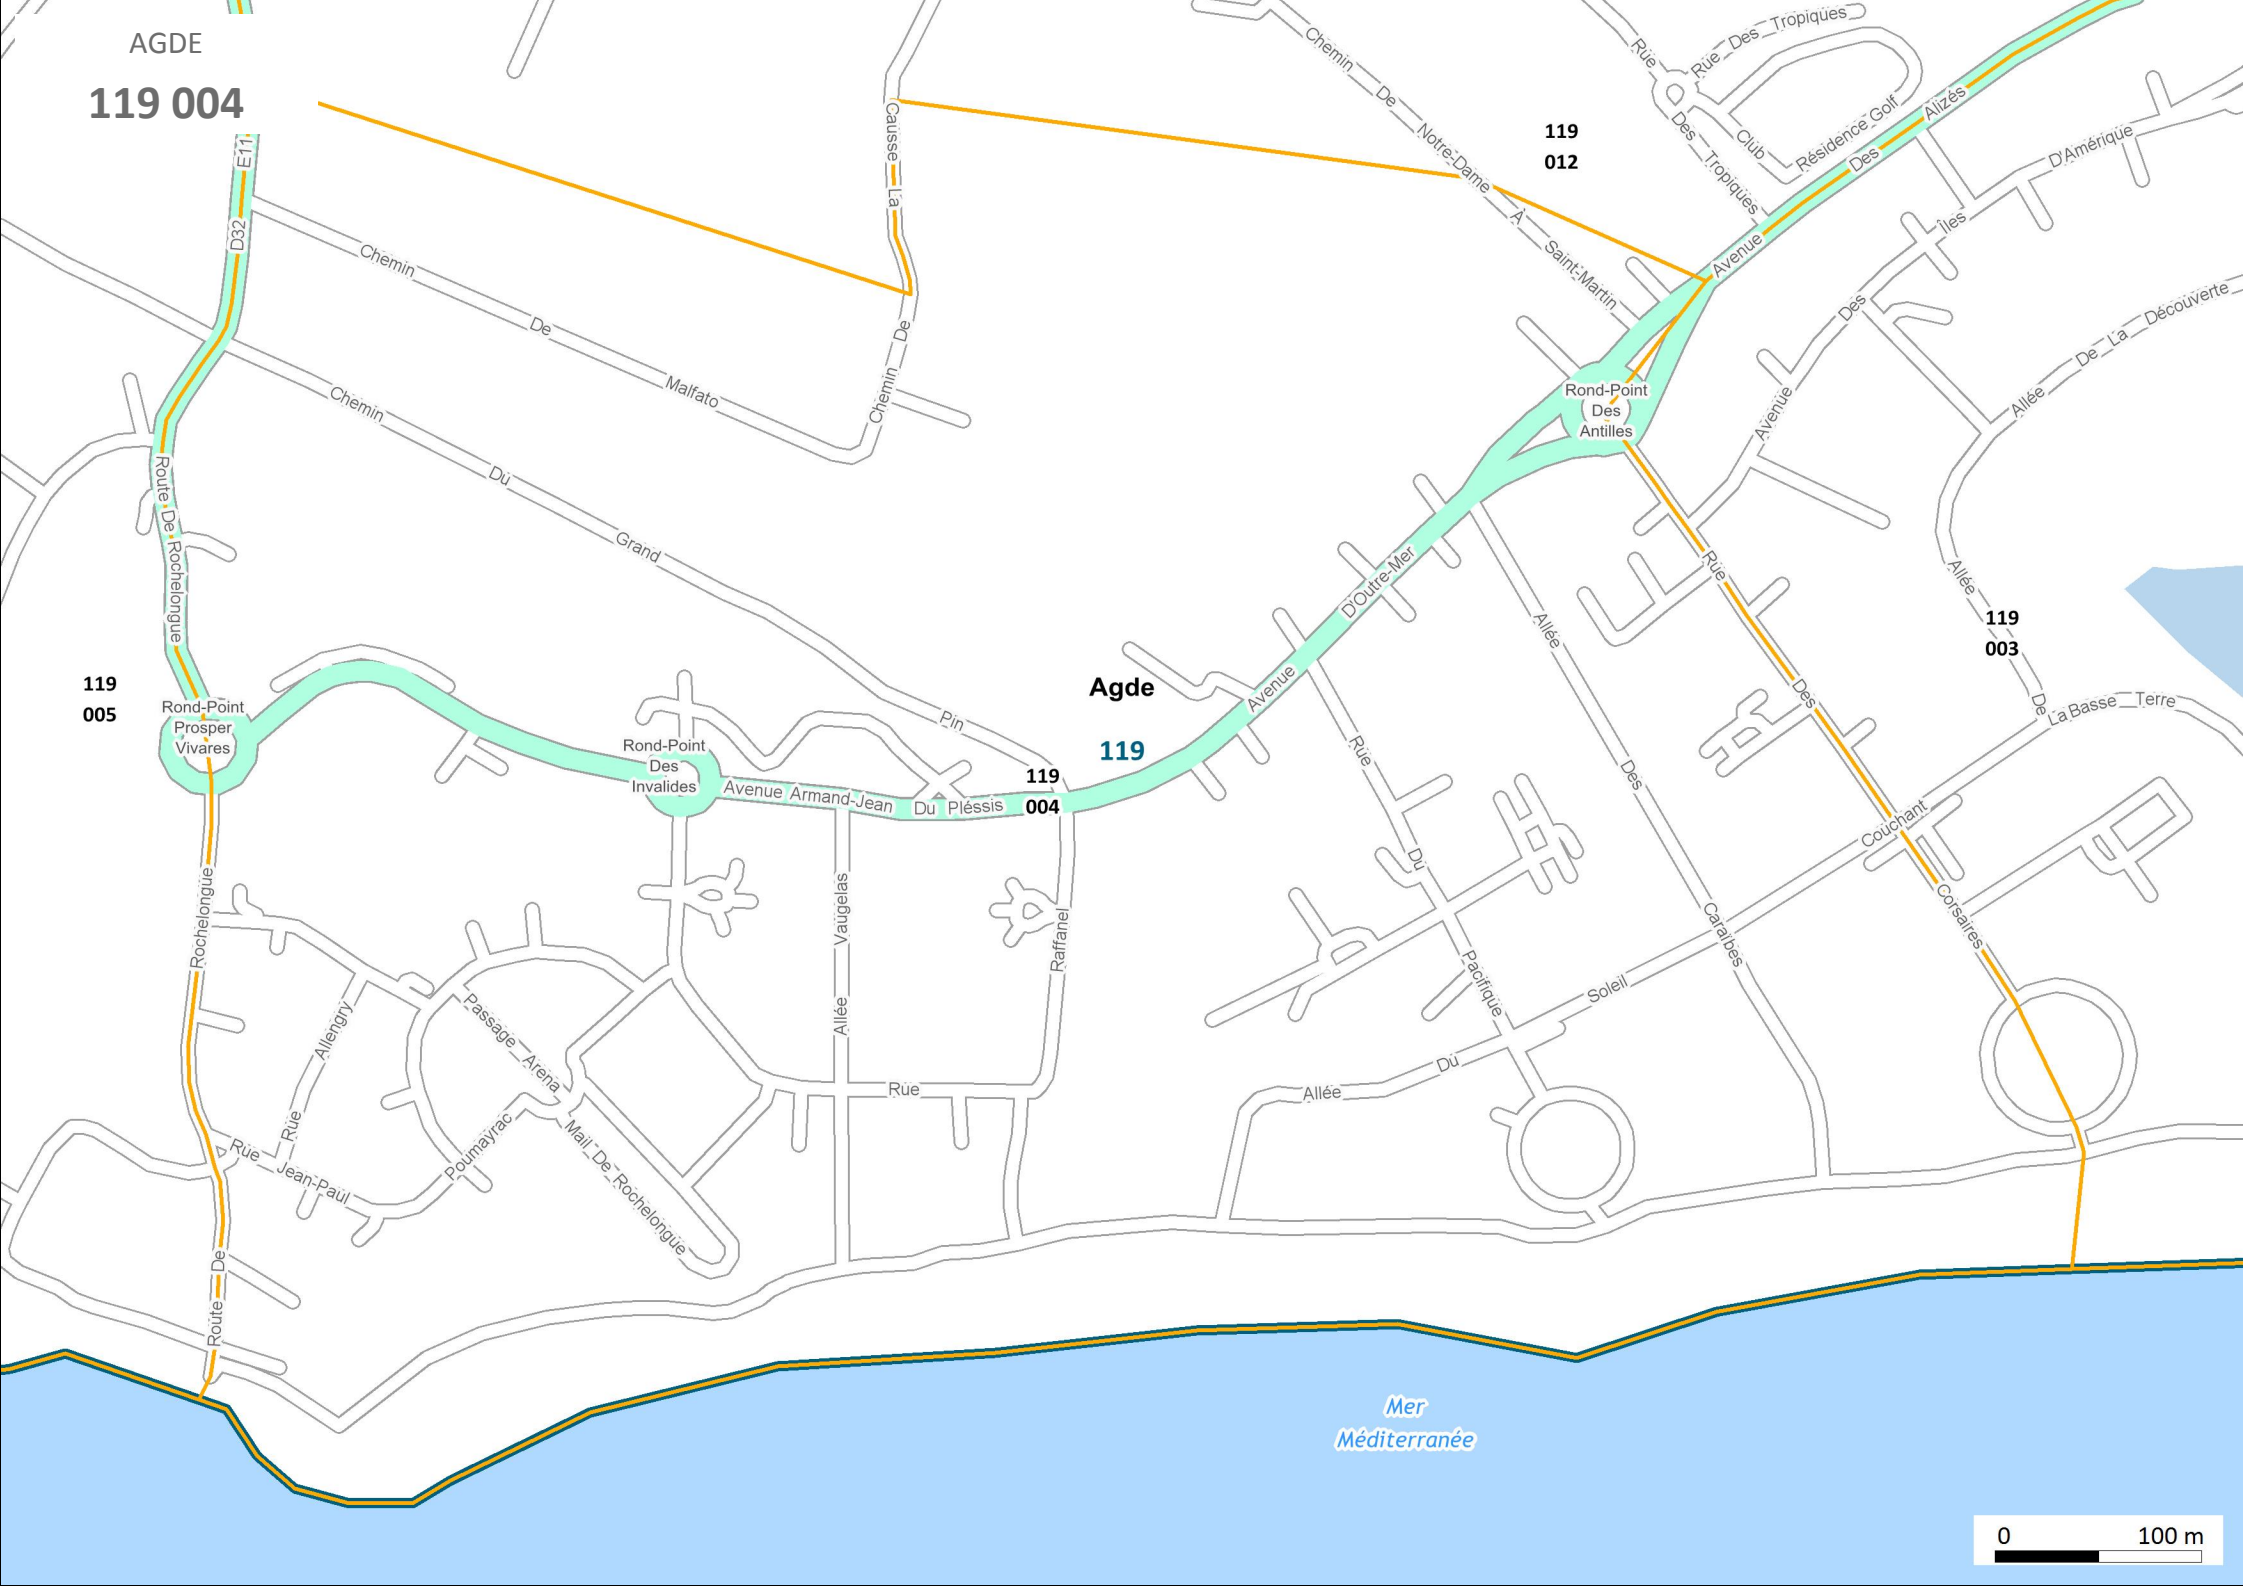 AGDE
119 004
E11
D32
Chemin De Malfato
Chemin De La Causse
Chemin De Notre-Dame À Saint-Martin
119
012
Rue Des Tropiques
Rue Des Tropiques
Club Résidence Golf
Avenue Des Alizés
Avenue Des Îles D'Amérique
Allée De La Découverte
Chemin Du Grand Pin
Rond-Point
Des
Antilles
Route De Rochelongue
Avenue D'Outre-Mer
Allée Des Caraïbes
Rue Des Corsaires
119
003
Allée De La Basse Terre
119
005
Rond-Point
Prosper
Vivares
Rond-Point
Des
Invalides
Agde
119
119
004
Avenue Armand-Jean Du Pléssis
Rue Du Pacifique
Allée Du Soleil Couchant
Allée Vaugelas
Rue Raffanel
Route De Rochelongue
Rue Allengry
Passage Arena
Rue Jean-Paul Poumayrac
Mail De Rochelongue
Mer
Méditerranée
0 100 m